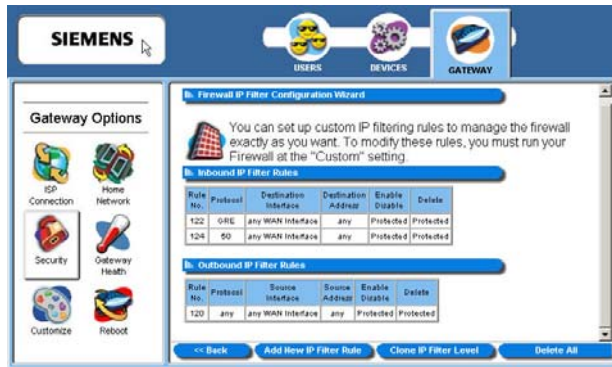 SIEMENS
USERS
DEVICES
GATEWAY
Gateway Options
ISP Connection
Home Network
Security
Gateway Health
Customize
Reboot
Firewall IP Filter Configuration Wizard
You can set up custom IP filtering rules to manage the firewall
exactly as you want. To modify these rules, you must run your
Firewall at the "Custom" setting.
Inbound IP Filter Rules
Rule No. Protocol Destination Interface Destination Address Enable Disable Delete
122 GRE any WAN Interface any Protected Protected
124 50 any WAN Interface any Protected Protected
Outbound IP Filter Rules
Rule No. Protocol Source Interface Source Address Enable Disable Delete
120 any any WAN Interface any Protected Protected
<< Back
Add New IP Filter Rule
Clone IP Filter Level
Delete All